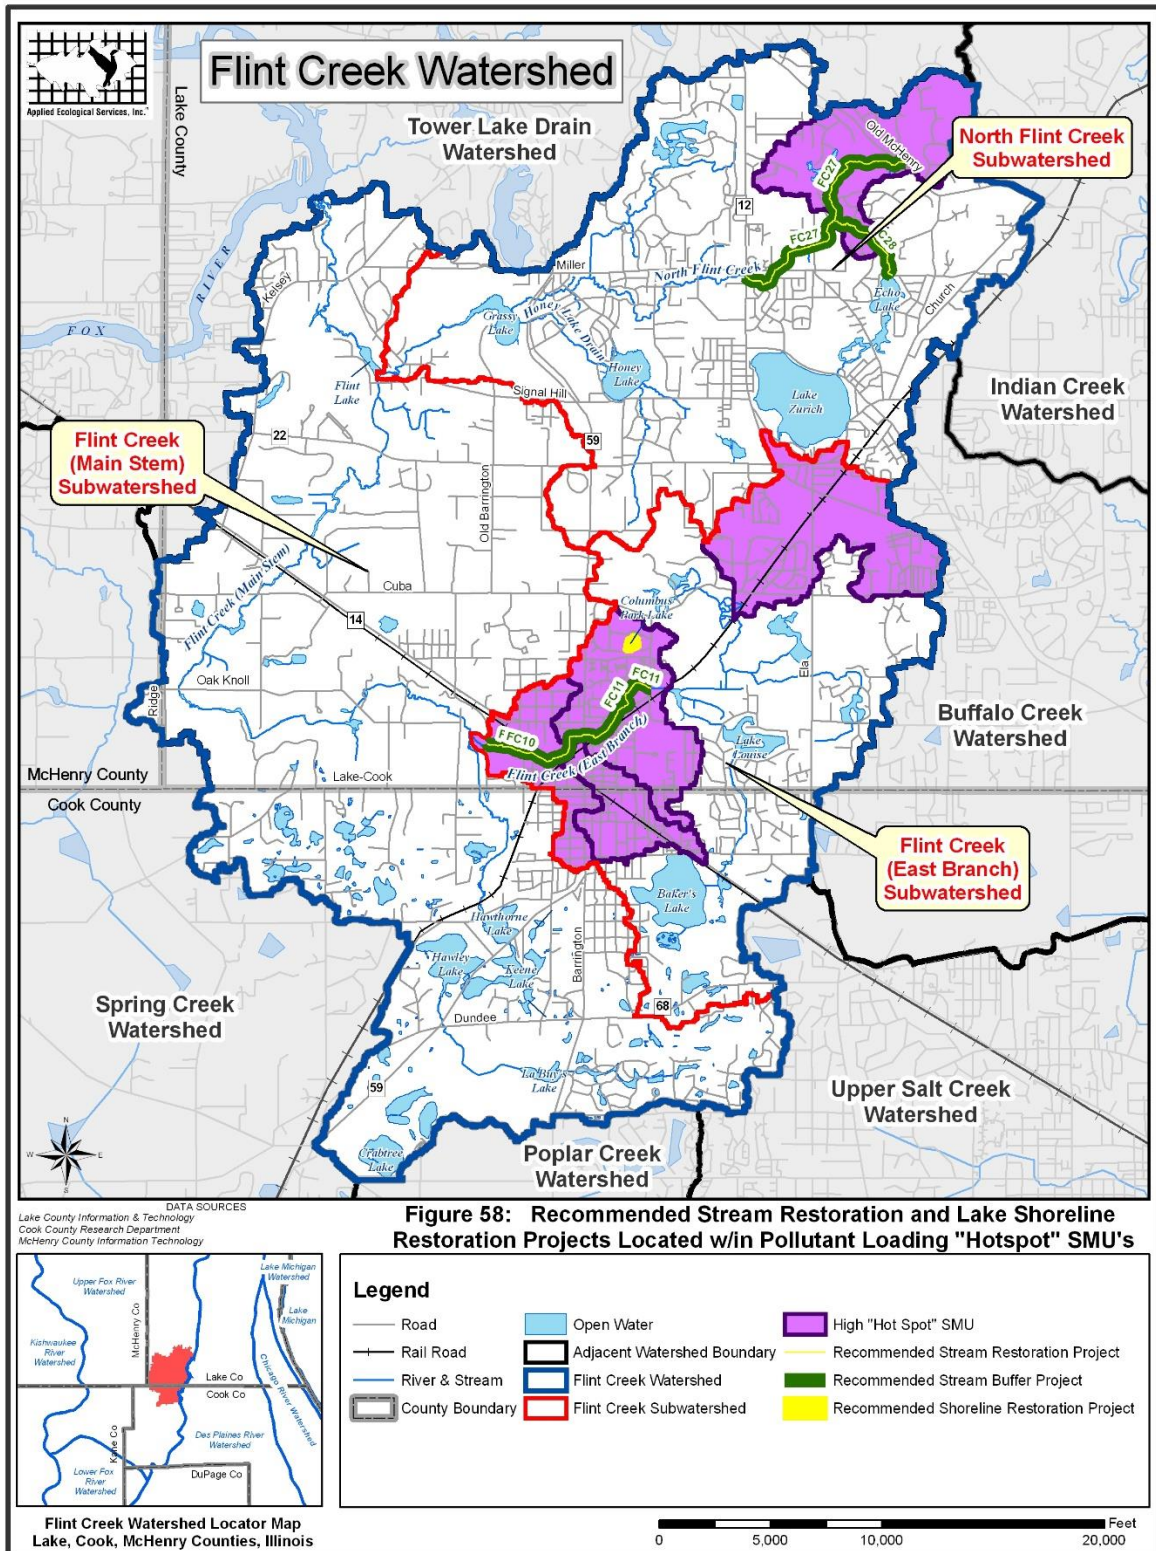 Applied Ecological Services, Inc.™
Flint Creek Watershed
Lake County
Tower Lake Drain
Watershed
Old McHenry
North Flint Creek
Subwatershed
FC27
12
FC27
C28
Miller
North Flint Creek
Echo
Lake
Church
Kelsey
RIVER
FOX
Grassy
Lake
Honey Lake Drain
Honey
Lake
Flint
Lake
Signal Hill
Lake
Zurich
Indian Creek
Watershed
Flint Creek
(Main Stem)
Subwatershed
22
59
Old Barrington
Flint Creek (Main Stem)
Cuba
14
Columbus
Park Lake
Oak Knoll
Ridge
FC11
FC11
Ela
FC10
Flint Creek (East Branch)
Lake
Louise
Buffalo Creek
Watershed
McHenry County
Cook County
Lake-Cook
Flint Creek
(East Branch)
Subwatershed
Baker's
Lake
Hawthorne
Lake
Hawley
Lake
Keene
Lake
Barrington
Spring Creek
Watershed
68
Dundee
La Buy's
Lake
59
Upper Salt Creek
Watershed
Crabtree
Lake
Poplar Creek
Watershed
N
W
E
S
DATA SOURCES
Lake County Information & Technology
Cook County Research Department
McHenry County Information Technology
Figure 58: Recommended Stream Restoration and Lake Shoreline
Restoration Projects Located w/in Pollutant Loading "Hotspot" SMU's
Upper Fox River
Watershed
McHenry Co
Lake Michigan
Watershed
Lake
Michigan
Kishwaukee
River
Watershed
Lake Co
Cook Co
Chicago River Watershed
Kane Co
Des Plaines River
Watershed
Lower Fox
River
Watershed
DuPage Co
Flint Creek Watershed Locator Map
Lake, Cook, McHenry Counties, Illinois
Legend
Road
Rail Road
River & Stream
County Boundary
Open Water
Adjacent Watershed Boundary
Flint Creek Watershed
Flint Creek Subwatershed
High "Hot Spot" SMU
Recommended Stream Restoration Project
Recommended Stream Buffer Project
Recommended Shoreline Restoration Project
Feet
0 5,000 10,000 20,000